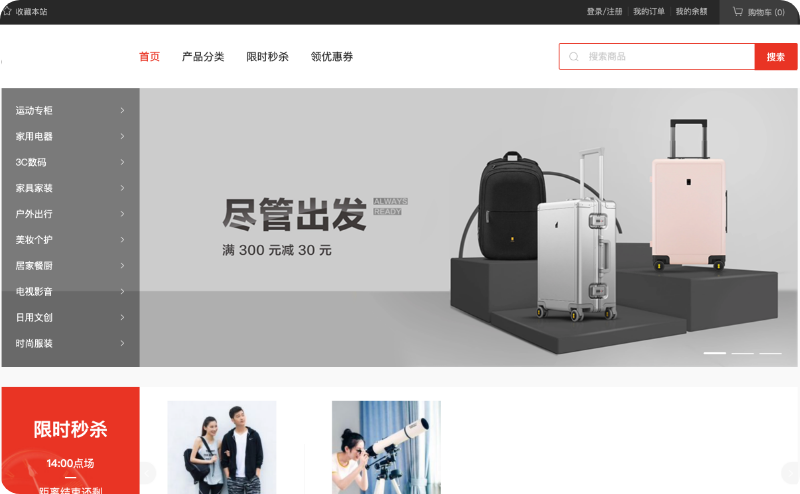 收藏本站
登录/注册
我的订单
我的余额
购物车 (0)
首页
产品分类
限时秒杀
领优惠券
搜索商品
搜索
运动专柜
家用电器
3C数码
家具家装
户外出行
美妆个护
居家餐厨
电视影音
日用文创
时尚服装
尽管出发
ALWAYS
READY
满 300 元减 30 元
限时秒杀
14:00点场
距离结束还剩